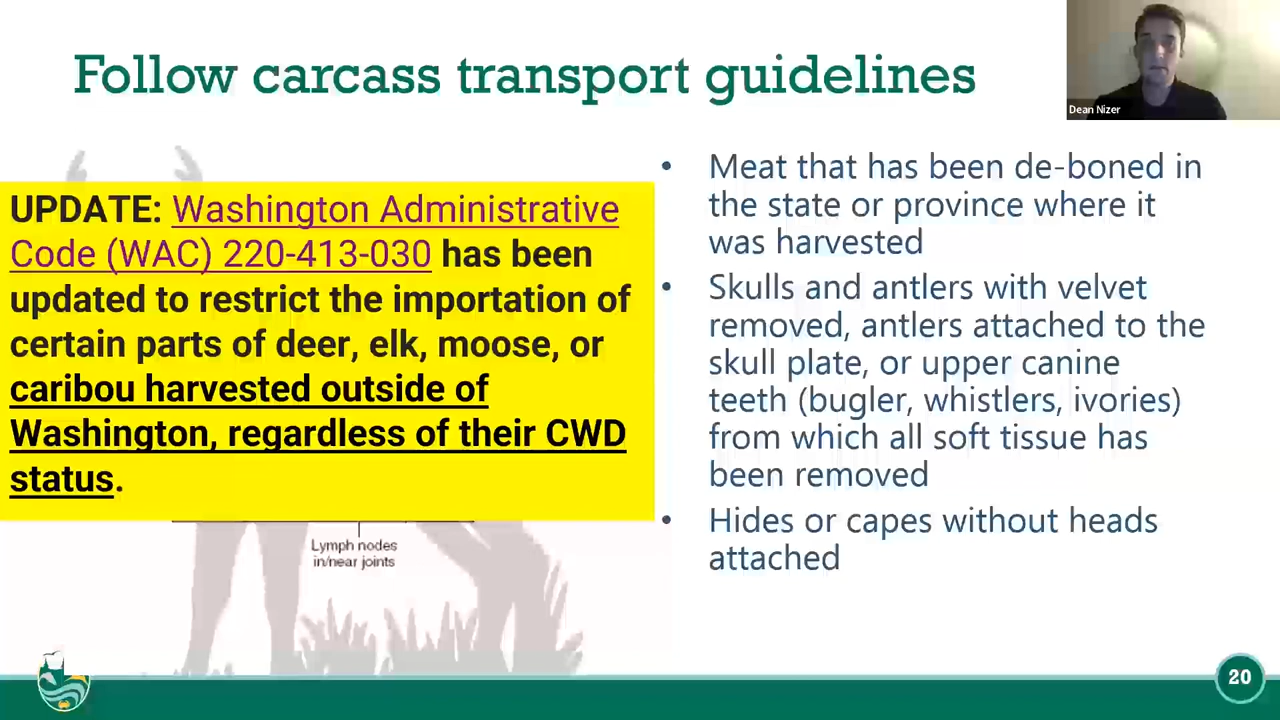 Follow carcass transport guidelines
Dean Nizer
UPDATE: Washington Administrative
Code (WAC) 220-413-030 has been
updated to restrict the importation of
certain parts of deer, elk, moose, or
caribou harvested outside of
Washington, regardless of their CWD
status.
Lymph nodes
in/near joints
• Meat that has been de-boned in
the state or province where it
was harvested
• Skulls and antlers with velvet
removed, antlers attached to the
skull plate, or upper canine
teeth (bugler, whistlers, ivories)
from which all soft tissue has
been removed
• Hides or capes without heads
attached
20